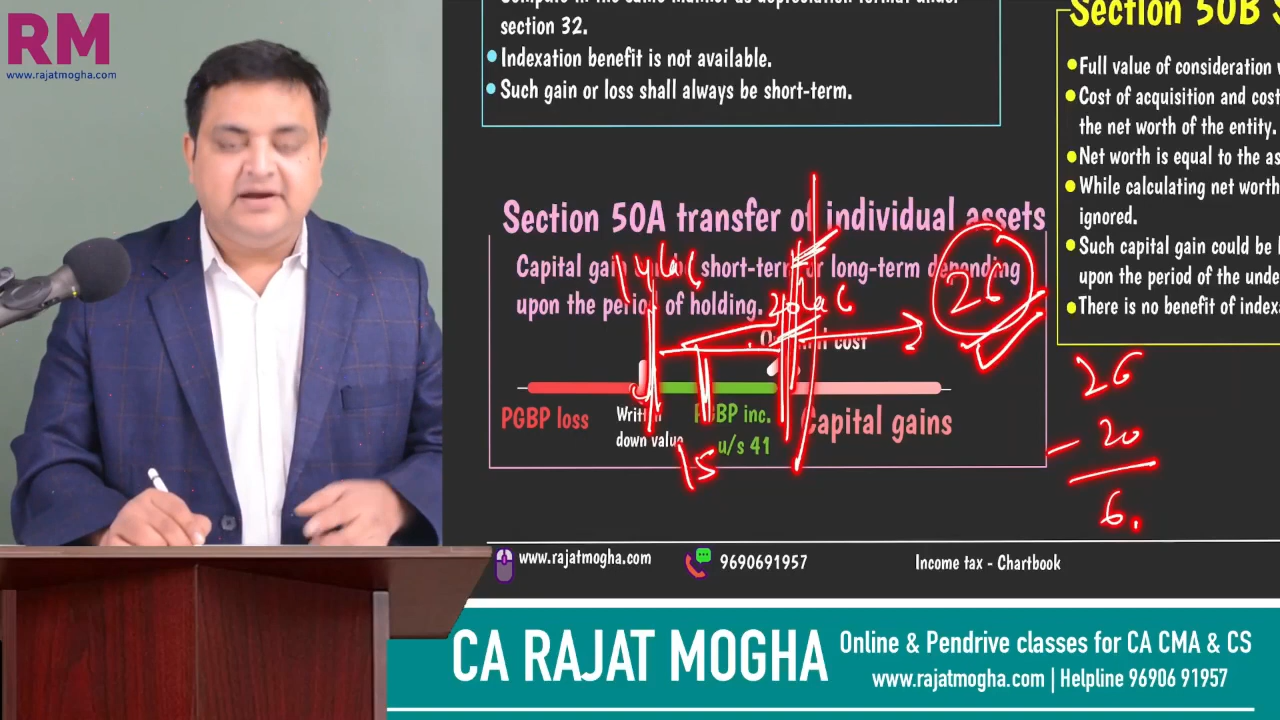 RM
www.rajatmogha.com
section 32.
Indexation benefit is not available.
Such gain or loss shall always be short-term.
Section 50A transfer of individual assets
Capital gain short-term or long-term depending
upon the period of holding.
14 lac
20 lac
26
cost
PGBP loss
Written
down value
PGBP inc.
u/s 41
Capital gains
15
Section 50B
Full value of consideration
Cost of acquisition and cost
the net worth of the entity.
Net worth is equal to the
While calculating net worth
ignored.
Such capital gain could be
upon the period of the
There is no benefit of
26
- 20
6.
www.rajatmogha.com
9690691957
Income tax - Chartbook
CA RAJAT MOGHA
Online & Pendrive classes for CA CMA & CS
www.rajatmogha.com | Helpline 96906 91957